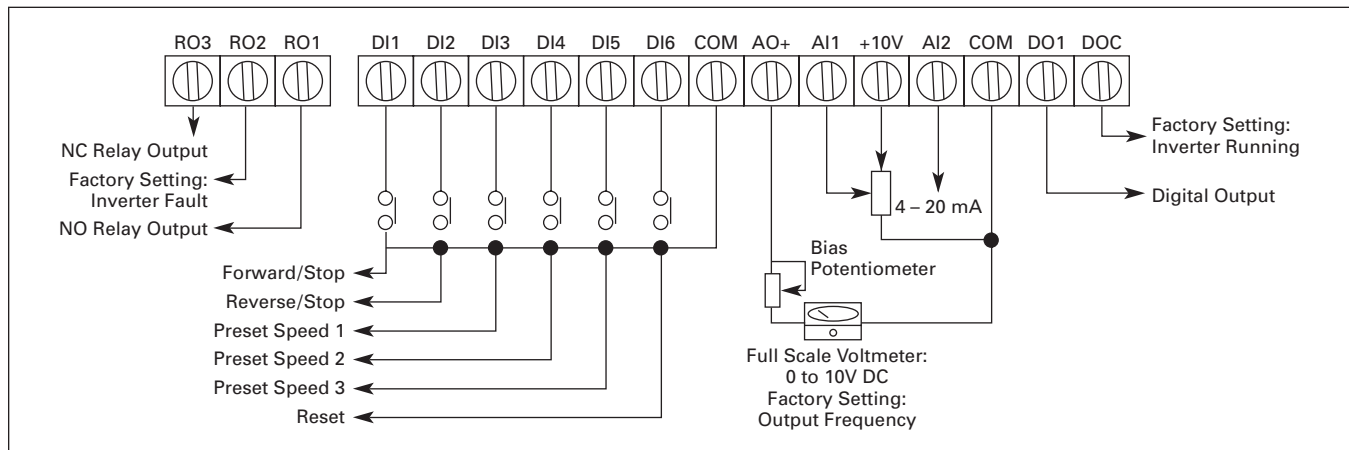 RO3 RO2 RO1 DI1 DI2 DI3 DI4 DI5 DI6 COM AO+ AI1 +10V AI2 COM DO1 DOC
NC Relay Output
Factory Setting:
Inverter Fault
NO Relay Output
Forward/Stop
Reverse/Stop
Preset Speed 1
Preset Speed 2
Preset Speed 3
Reset
4 – 20 mA
Bias
Potentiometer
Full Scale Voltmeter:
0 to 10V DC
Factory Setting:
Output Frequency
Factory Setting:
Inverter Running
Digital Output